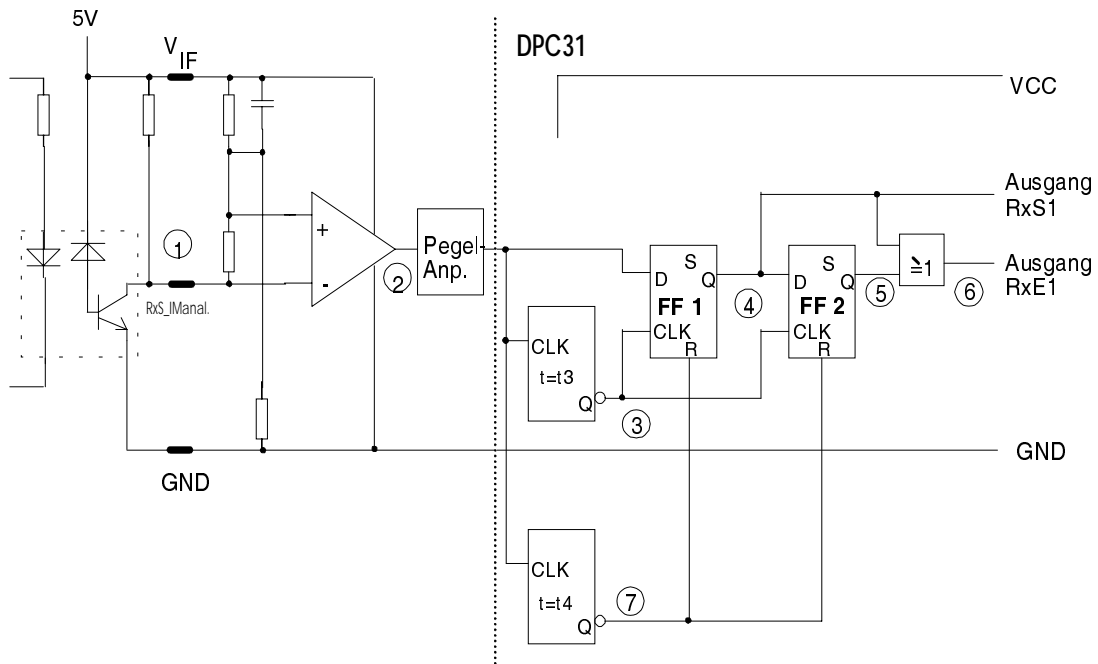 5V
V
IF
DPC31
VCC
Ausgang
RxS1
1
RxS_IManal.
+
-
2
Pegel-
Anp.
D
S
Q
FF 1
CLK
R
4
D
S
Q
FF 2
CLK
R
5
≥1
6
Ausgang
RxE1
CLK
t=t3
Q
3
GND
GND
CLK
t=t4
Q
7